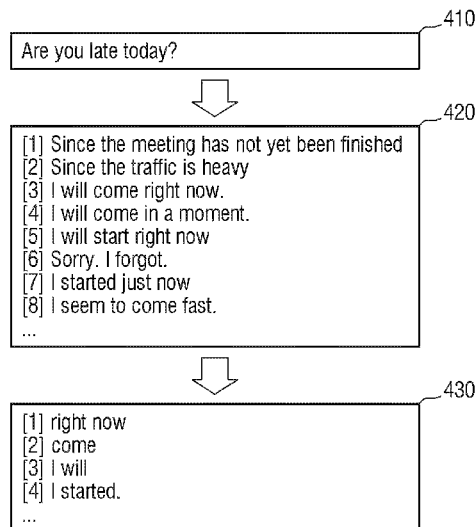 410
Are you late today?
420
[1] Since the meeting has not yet been finished
[2] Since the traffic is heavy
[3] I will come right now.
[4] I will come in a moment.
[5] I will start right now
[6] Sorry. I forgot.
[7] I started just now
[8] I seem to come fast.
...
430
[1] right now
[2] come
[3] I will
[4] I started.
...